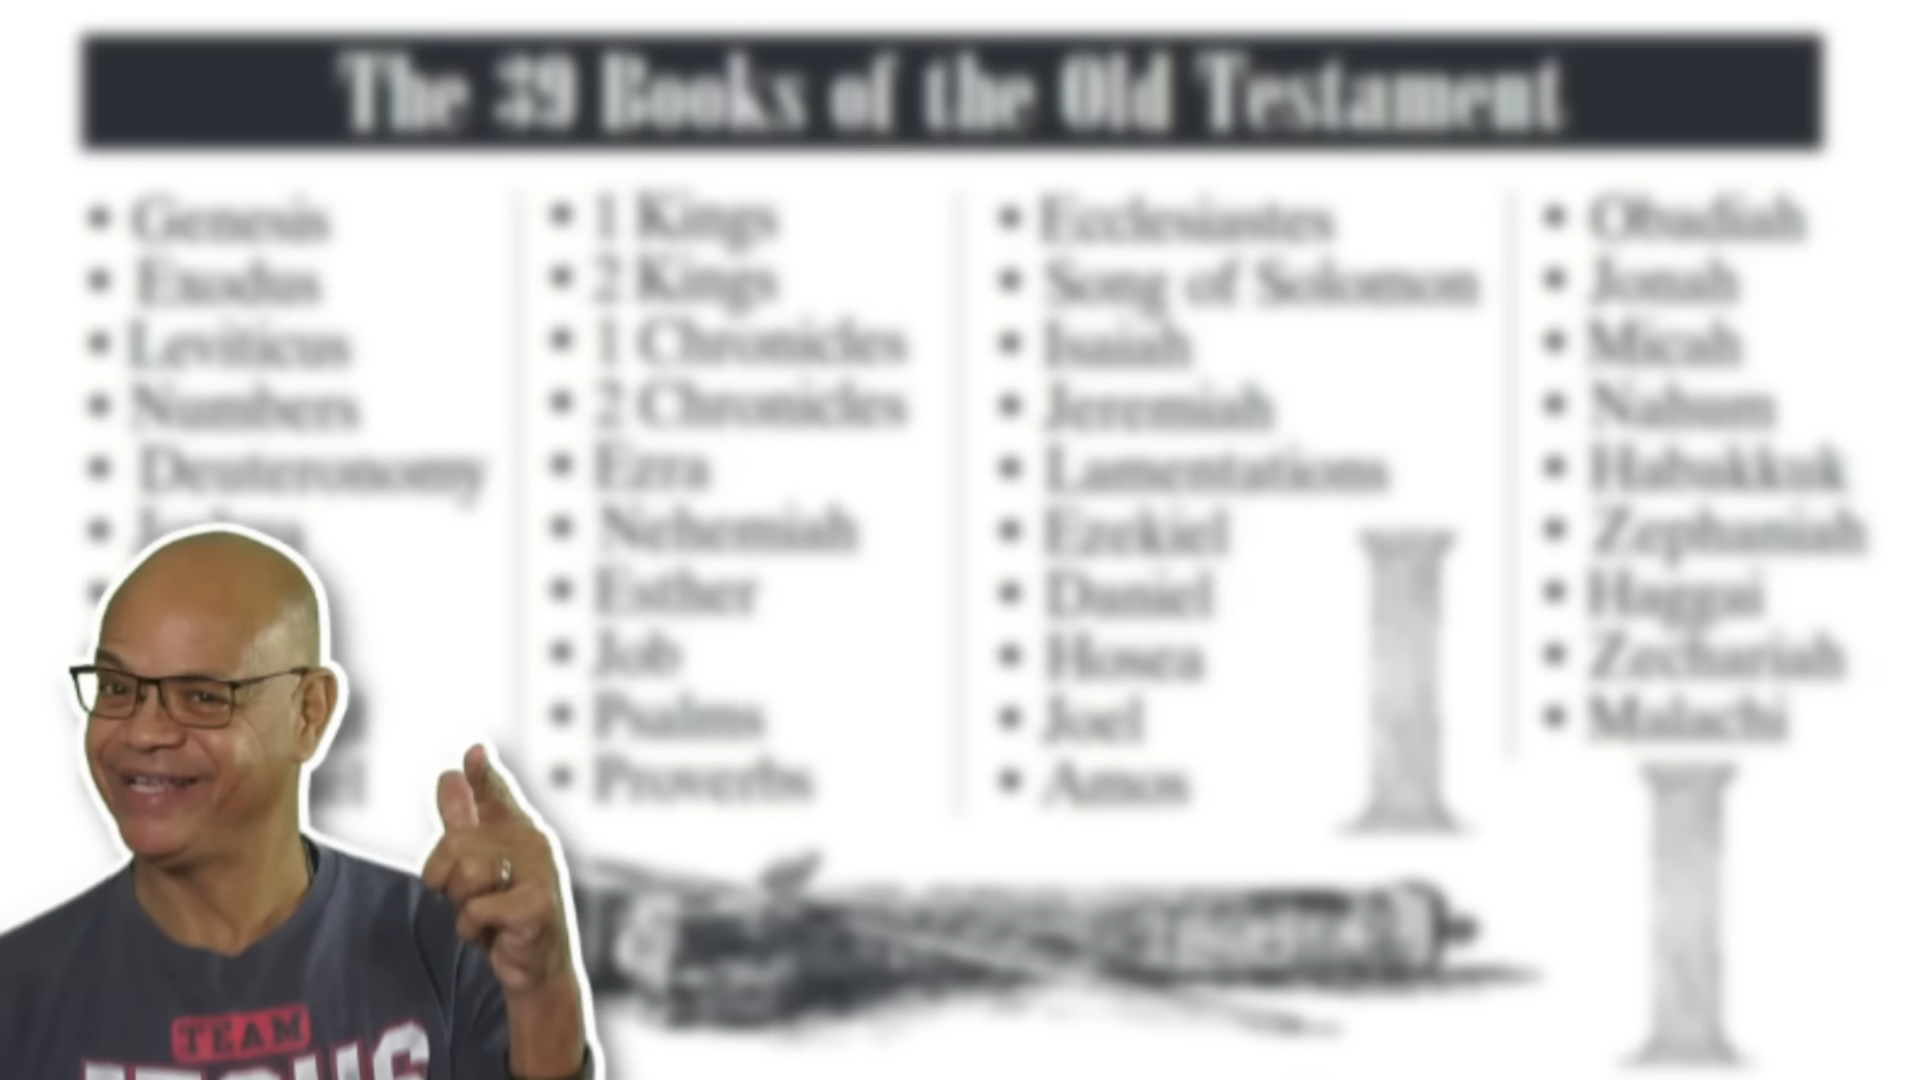 The 39 Books of the Old Testament
Genesis
Exodus
Leviticus
Numbers
Deuteronomy
1 Kings
2 Kings
1 Chronicles
2 Chronicles
Ezra
Nehemiah
Esther
Job
Psalms
Proverbs
Ecclesiastes
Song of Solomon
Isaiah
Jeremiah
Lamentations
Ezekiel
Daniel
Hosea
Joel
Amos
Obadiah
Jonah
Micah
Nahum
Habakkuk
Zephaniah
Haggai
Zechariah
Malachi
TEAM
JESUS